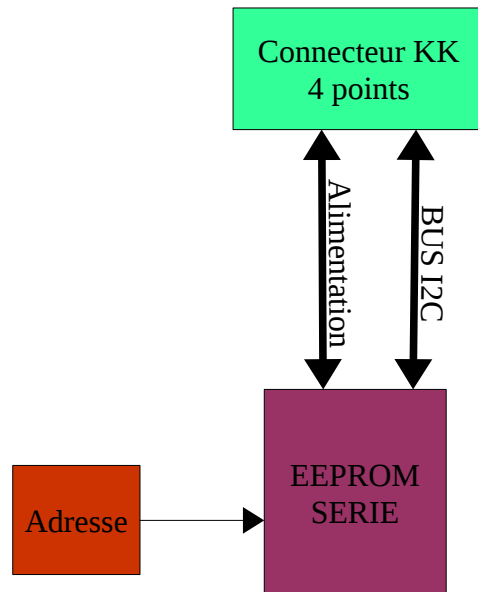 Connecteur KK
4 points
Alimentation
BUS I2C
EEPROM
SERIE
Adresse